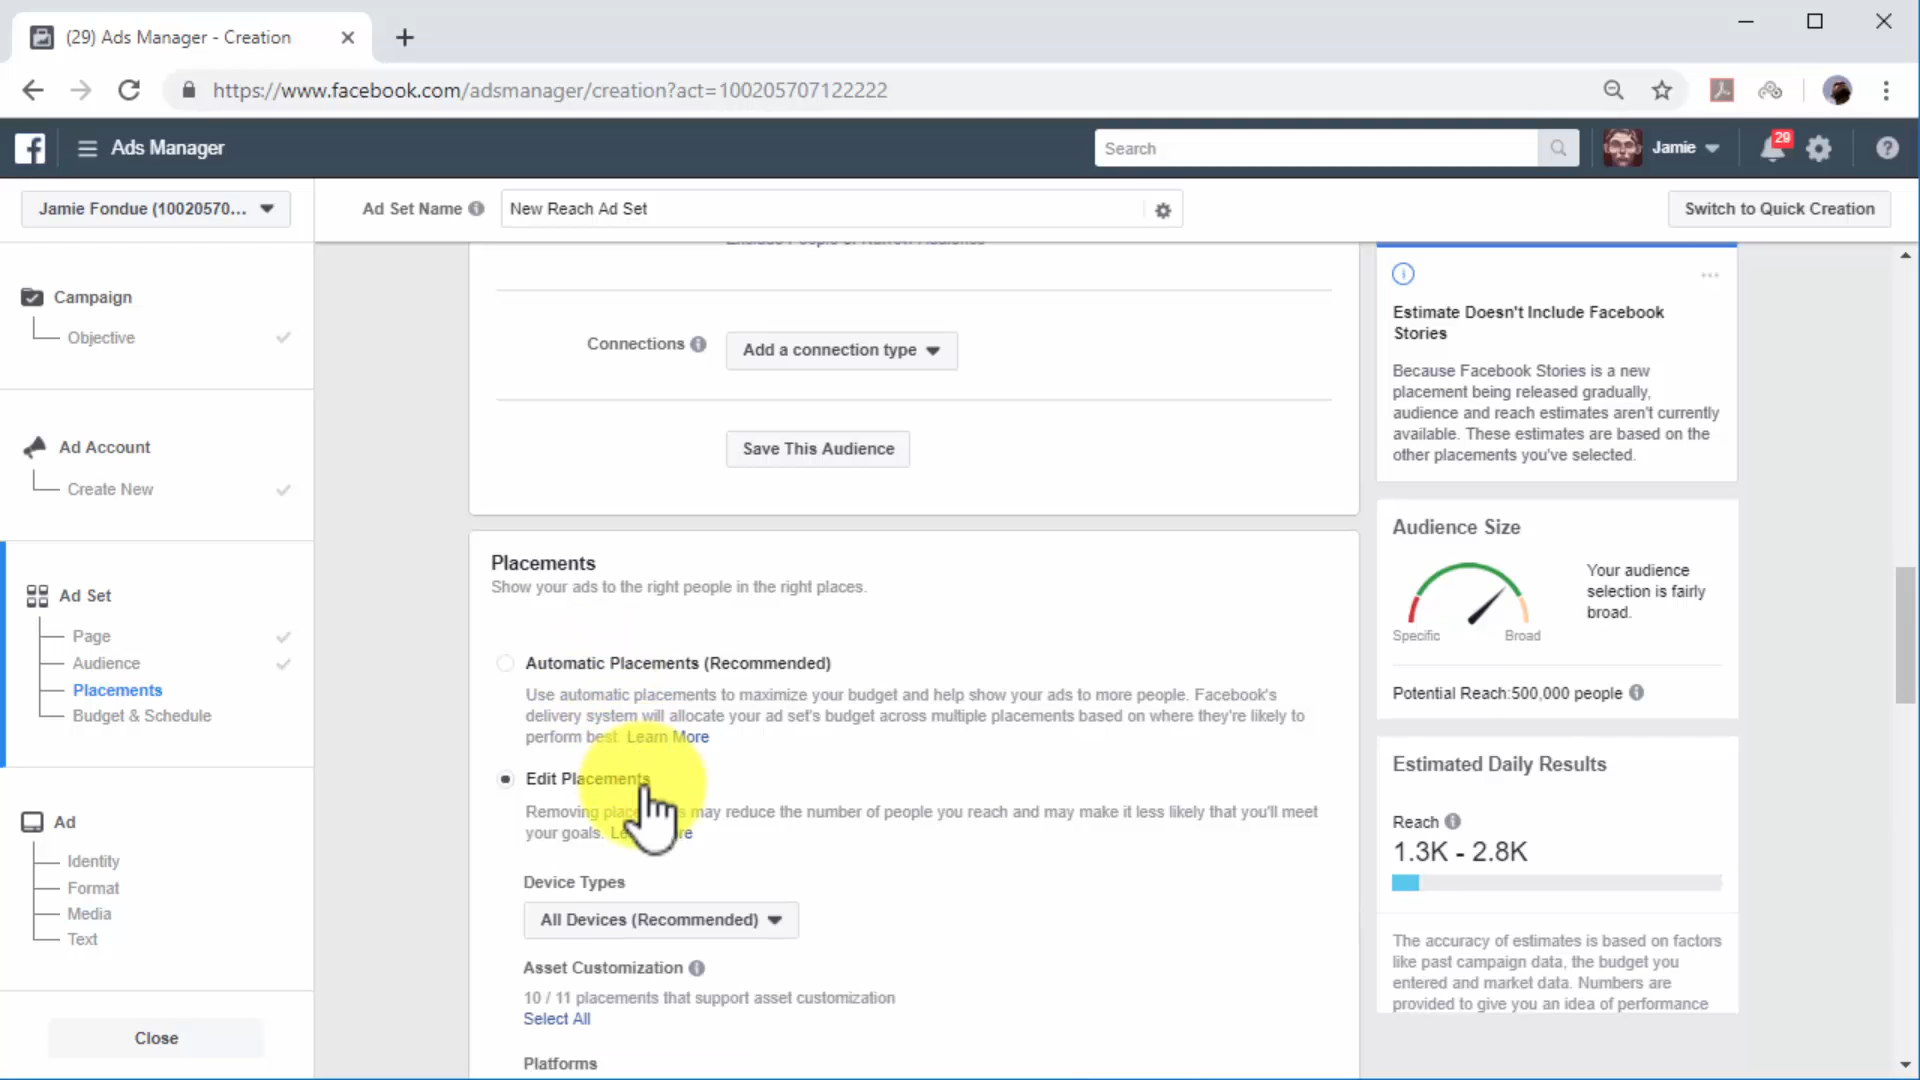 (29) Ads Manager - Creation
https://www.facebook.com/adsmanager/creation?act=100205707122222
Ads Manager
Search
Jamie
29
Jamie Fondue (10020570...
Ad Set Name
New Reach Ad Set
Switch to Quick Creation
Campaign
Objective
Ad Account
Create New
Ad Set
Page
Audience
Placements
Budget & Schedule
Ad
Identity
Format
Media
Text
Close
Connections
Add a connection type
Save This Audience
Placements
Show your ads to the right people in the right places.
Automatic Placements (Recommended)
Use automatic placements to maximize your budget and help show your ads to more people. Facebook's
delivery system will allocate your ad set's budget across multiple placements based on where they're likely to
perform best. Learn More
Edit Placements
Removing may reduce the number of people you reach and may make it less likely that you'll meet
your goals.
Device Types
All Devices (Recommended)
Asset Customization
10 / 11 placements that support asset customization
Select All
Platforms
Estimate Doesn't Include Facebook
Stories
Because Facebook Stories is a new
placement being released gradually,
audience and reach estimates aren't currently
available. These estimates are based on the
other placements you've selected.
Audience Size
Specific
Broad
Your audience
selection is fairly
broad.
Potential Reach:500,000 people
Estimated Daily Results
Reach
1.3K - 2.8K
The accuracy of estimates is based on factors
like past campaign data, the budget you
entered and market data. Numbers are
provided to give you an idea of performance